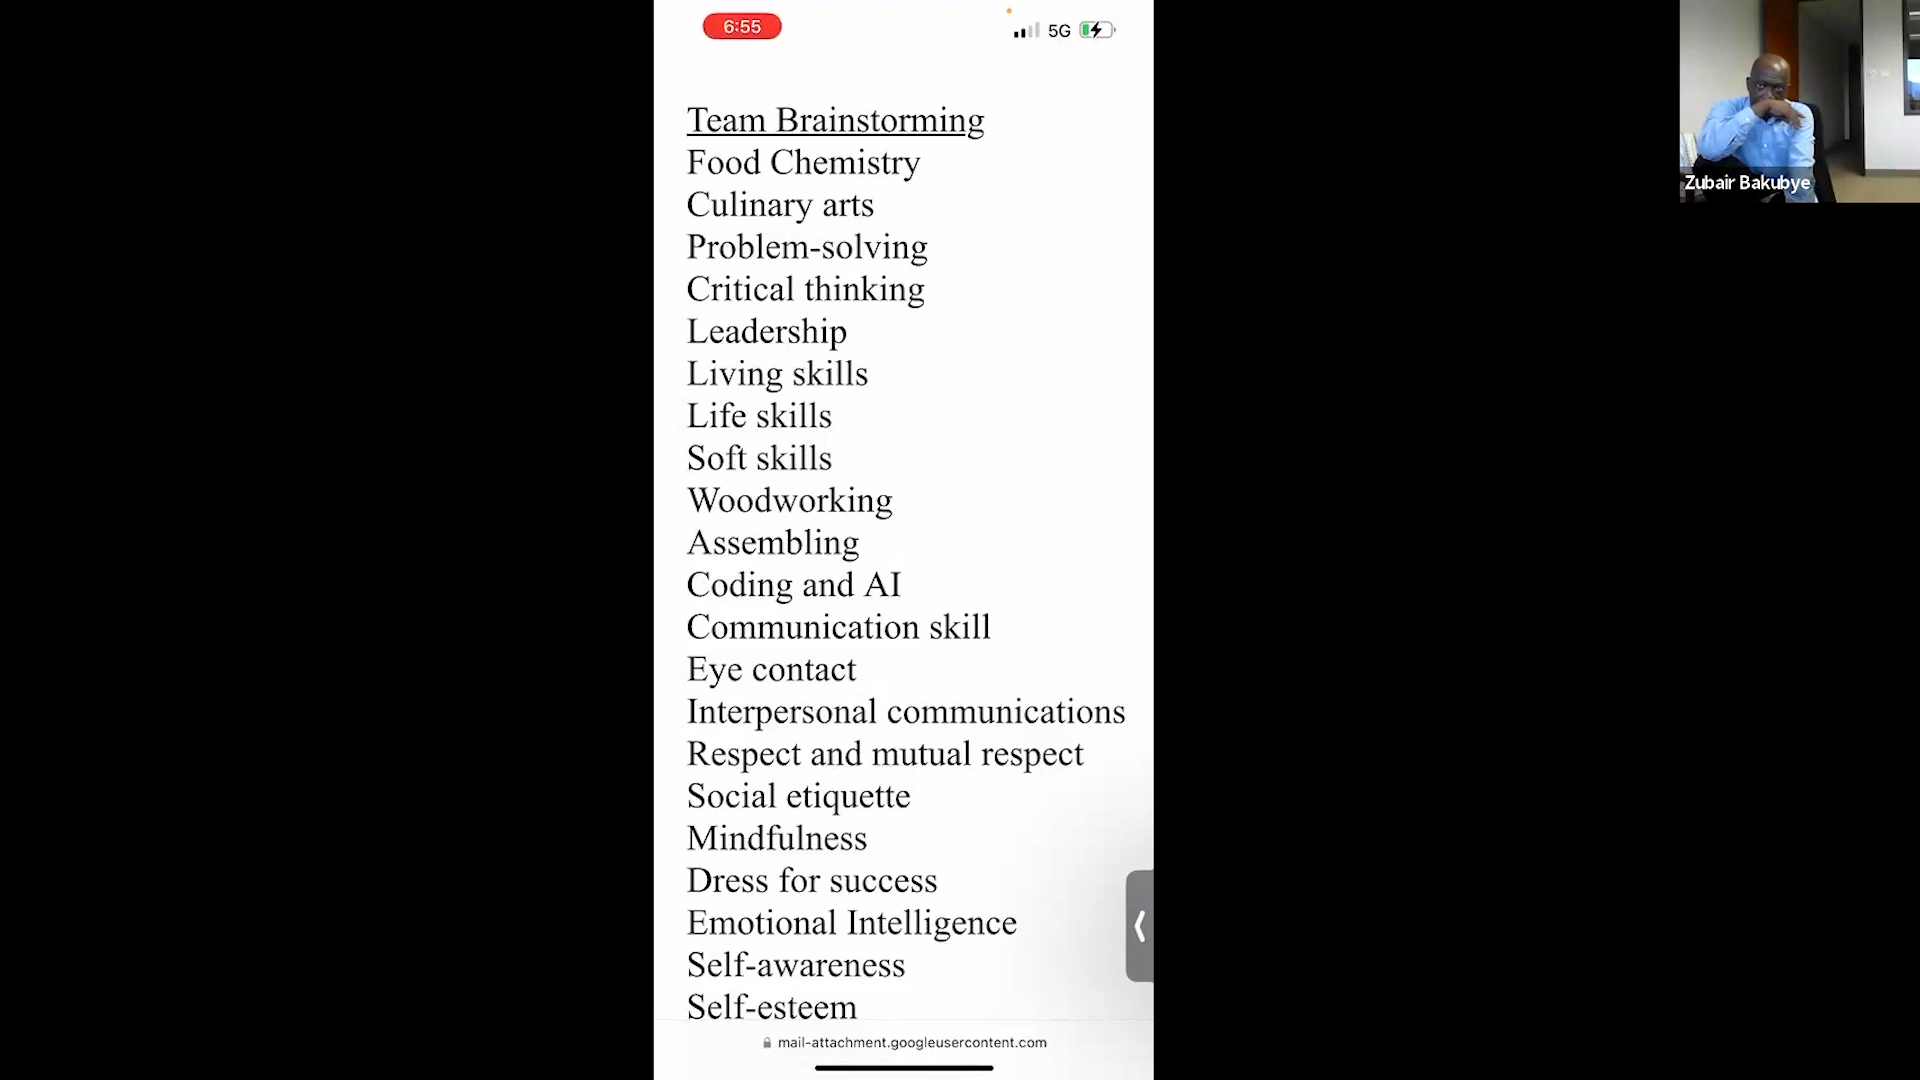 6:55
5G
Team Brainstorming
Food Chemistry
Culinary arts
Problem-solving
Critical thinking
Leadership
Living skills
Life skills
Soft skills
Woodworking
Assembling
Coding and AI
Communication skill
Eye contact
Interpersonal communications
Respect and mutual respect
Social etiquette
Mindfulness
Dress for success
Emotional Intelligence
Self-awareness
Self-esteem
mail-attachment.googleusercontent.com
Zubair Bakubye